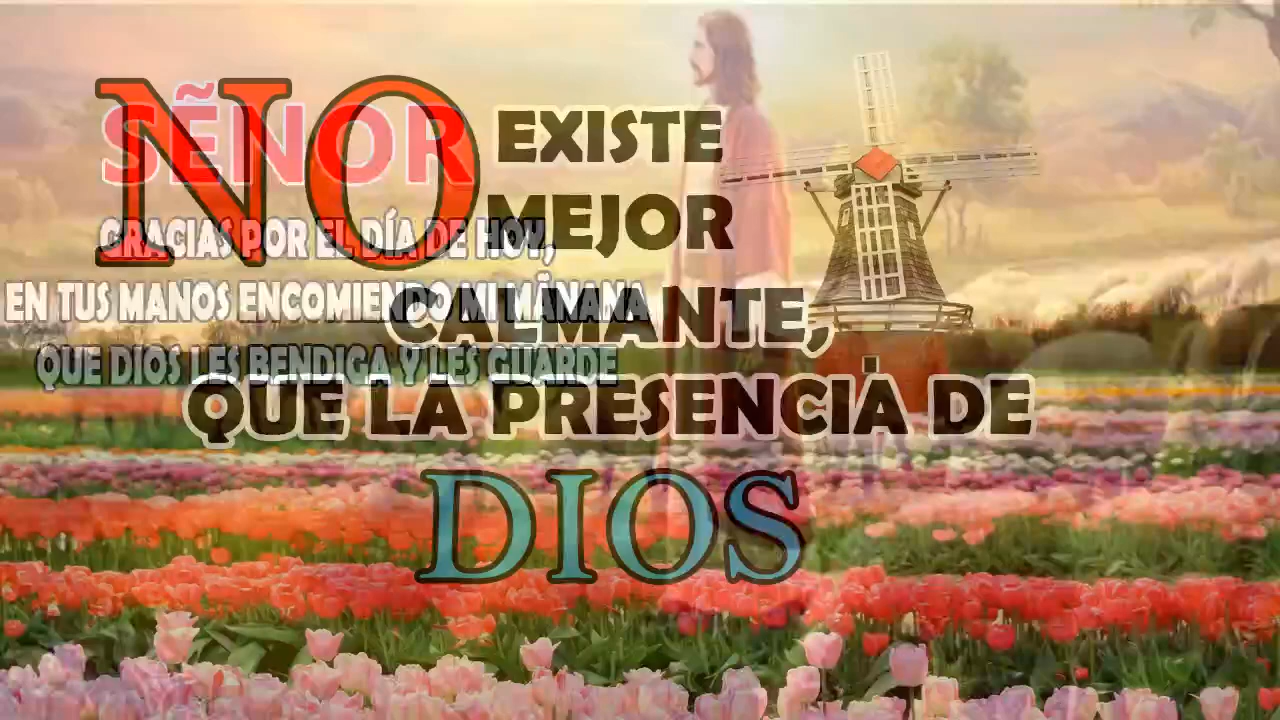 NO EXISTE
MEJOR
CALMANTE,
QUE LA PRESENCIA DE
DIOS
SEÑOR
GRACIAS POR EL DÍA DE HOY,
EN TUS MANOS ENCOMIENDO MI MAÑANA
QUE DIOS LES BENDIGA Y LES GUARDE